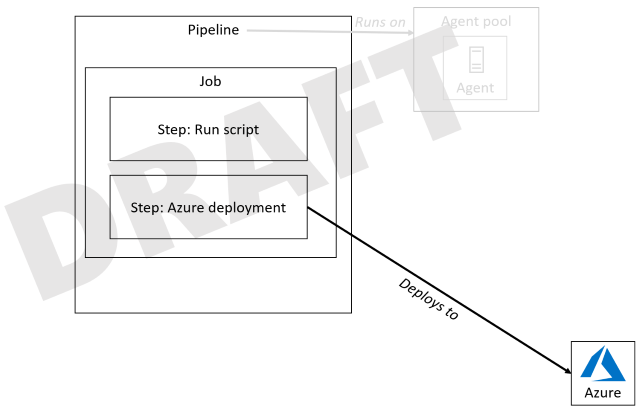 Pipeline
Runs on
Agent pool
Agent
Job
Step: Run script
Step: Azure deployment
Deploys to
Azure
DRAFT